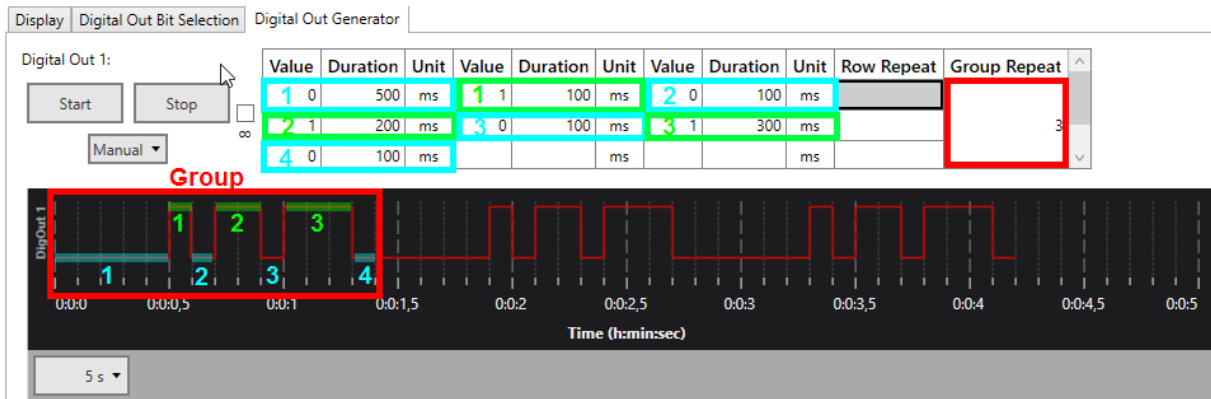 Display Digital Out Bit Selection Digital Out Generator
Digital Out 1:
Start Stop
∞
Manual
Value Duration Unit Value Duration Unit Value Duration Unit Row Repeat Group Repeat
1 0 500 ms 1 1 100 ms 2 0 100 ms
2 1 200 ms 3 0 100 ms 3 1 300 ms 3
4 0 100 ms ms ms
Group
DigOut 1
1 2 3
1 2 3 4
0:0:0 0:0:0,5 0:0:1 0:0:1,5 0:0:2 0:0:2,5 0:0:3 0:0:3,5 0:0:4 0:0:4,5 0:0:5
Time (h:min:sec)
5 s